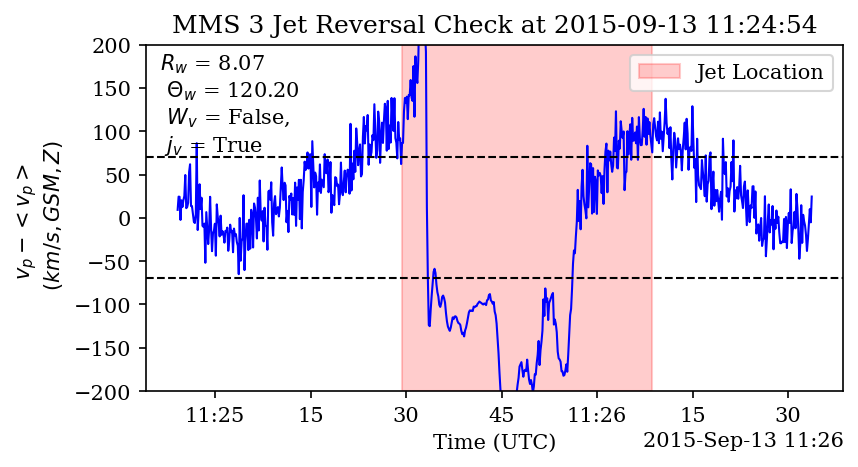 MMS 3 Jet Reversal Check at 2015-09-13 11:24:54
R_w = 8.07
Θ_w = 120.20
W_v = False,
j_v = True
Jet Location
v_p − < v_p >
(km/s, GSM, Z)
200
150
100
50
0
−50
−100
−150
−200
11:25 15 30 45 11:26 15 30
Time (UTC)
2015-Sep-13 11:26